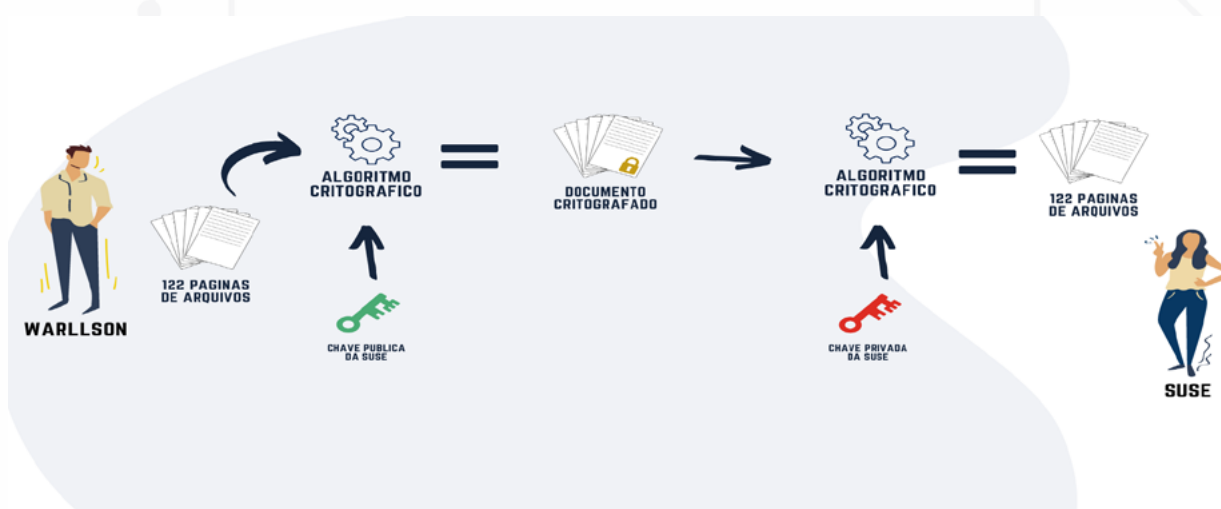 ALGORITMO
CRITOGRAFICO
DOCUMENTO
CRITOGRAFADO
ALGORITMO
CRITOGRAFICO
122 PAGINAS
DE ARQUIVOS
122 PAGINAS
DE ARQUIVOS
WARLLSON
CHAVE PUBLICA
DA SUSE
CHAVE PRIVADA
DA SUSE
SUSE